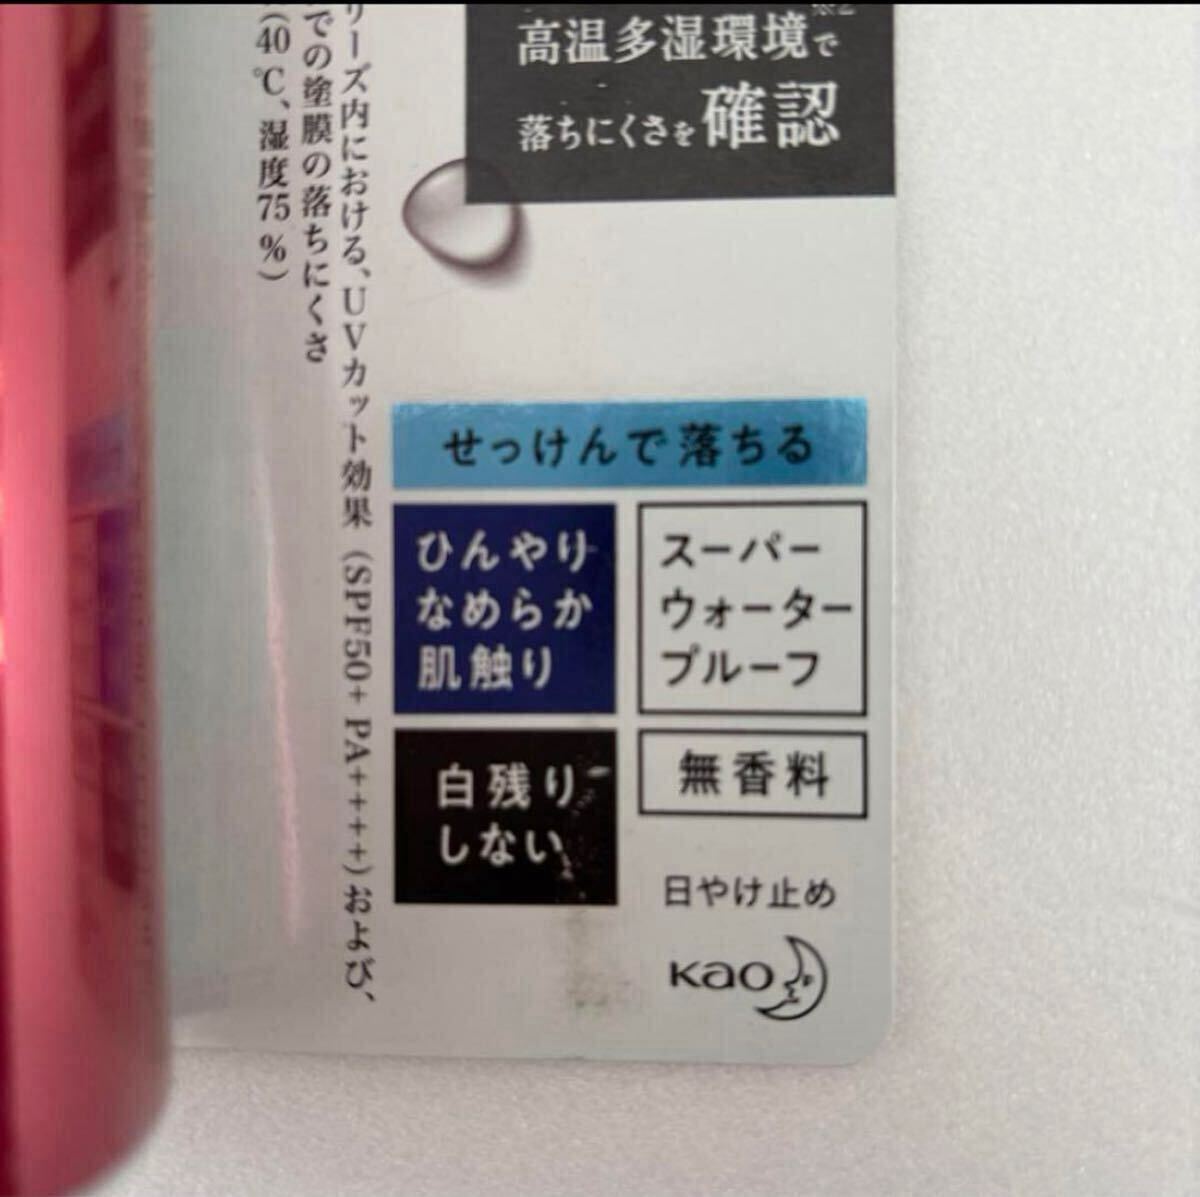 高温多湿環境で※2
落ちにくさを確認
リーズ内における、UVカット効果（SPF50+ PA++++）および、
での塗膜の落ちにくさ
（40℃、湿度75%）
せっけんで落ちる
ひんやり
なめらか
肌触り
スーパー
ウォーター
プルーフ
白残り
しない
無香料
日やけ止め
Kao